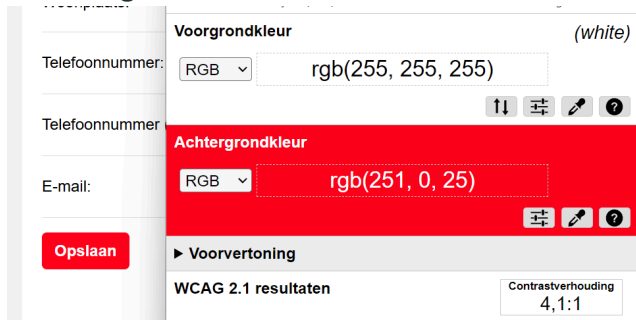 Voorgrondkleur (white)
Telefoonnummer:
RGB rgb(255, 255, 255)
Telefoonnummer
Achtergrondkleur
E-mail:
RGB rgb(251, 0, 25)
Opslaan
▶ Voorvertoning
WCAG 2.1 resultaten
Contrastverhouding
4,1:1